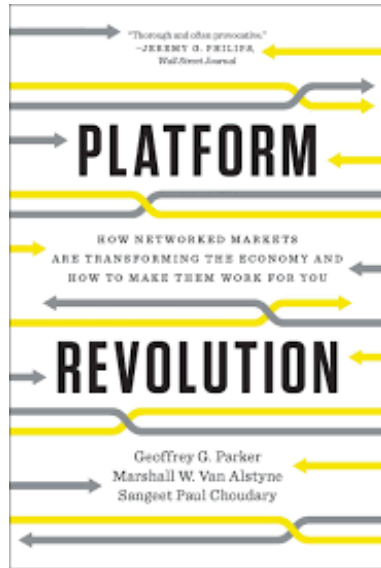 "Thorough and often provocative."
—JEREMY G. PHILIPS,
Wall Street Journal
PLATFORM
HOW NETWORKED MARKETS
ARE TRANSFORMING THE ECONOMY AND
HOW TO MAKE THEM WORK FOR YOU
REVOLUTION
Geoffrey G. Parker
Marshall W. Van Alstyne
Sangeet Paul Choudary